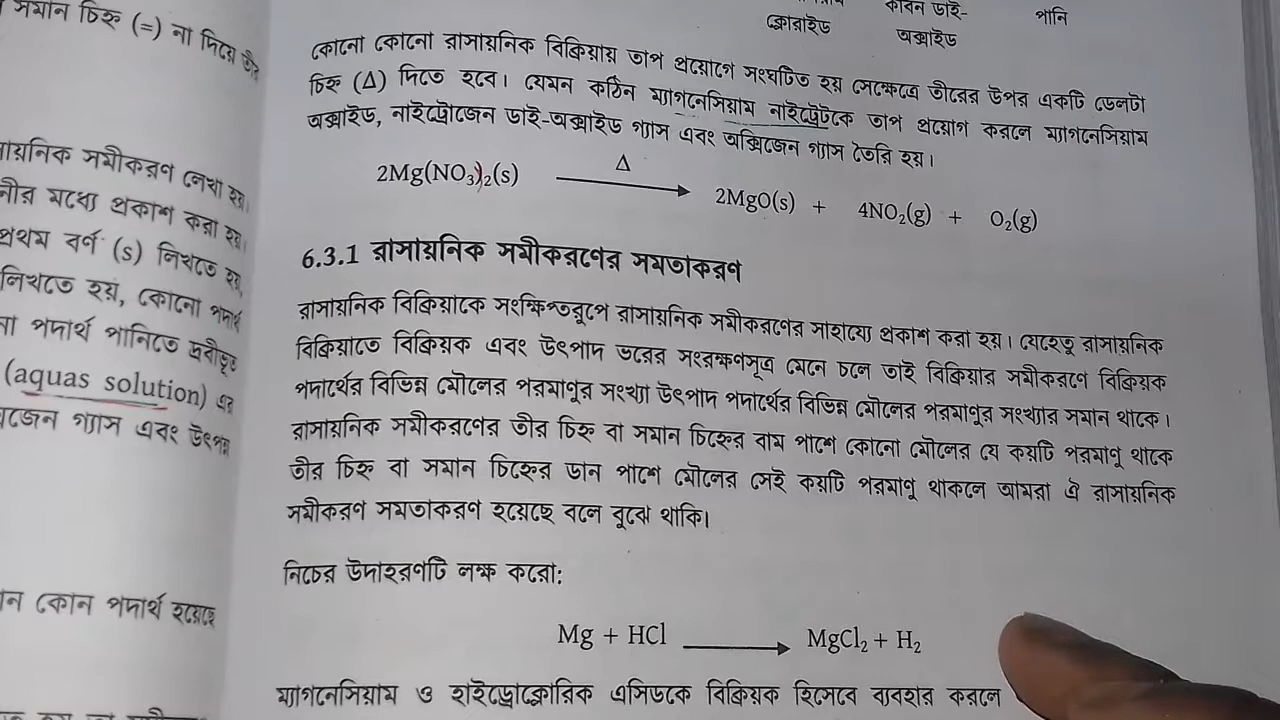 সমান চিহ্ন (=) না দিয়ে তীর
য়নিক সমীকরণ লেখা হয়।
নীর মধ্যে প্রকাশ করা হয়।
প্রথম বর্ণ (s) লিখতে হয়,
লিখতে হয়, কোনো পদার্থ
পদার্থ পানিতে দ্রবীভূত
(aquas solution) এর
গ্যাস এবং উৎপন্ন
কোন পদার্থ হয়েছে
কার্বন ডাই-
পানি
ক্লোরাইড
অক্সাইড
কোনো কোনো রাসায়নিক বিক্রিয়ায় তাপ প্রয়োগে সংঘটিত হয় সেক্ষেত্রে তীরের উপর একটি ডেলটা
চিহ্ন (Δ) দিতে হবে। যেমন কঠিন ম্যাগনেসিয়াম নাইট্রেটকে তাপ প্রয়োগ করলে ম্যাগনেসিয়াম
অক্সাইড, নাইট্রোজেন ডাই-অক্সাইড গ্যাস এবং অক্সিজেন গ্যাস তৈরি হয়।
2Mg(NO₃)₂(s) Δ ⟶ 2MgO(s) + 4NO₂(g) + O₂(g)
6.3.1 রাসায়নিক সমীকরণের সমতাকরণ
রাসায়নিক বিক্রিয়াকে সংক্ষিপ্তরূপে রাসায়নিক সমীকরণের সাহায্যে প্রকাশ করা হয়। যেহেতু রাসায়নিক
বিক্রিয়াতে বিক্রিয়ক এবং উৎপাদ ভরের সংরক্ষণসূত্র মেনে চলে তাই বিক্রিয়ার সমীকরণে বিক্রিয়ক
পদার্থের বিভিন্ন মৌলের পরমাণুর সংখ্যা উৎপাদ পদার্থের বিভিন্ন মৌলের পরমাণুর সংখ্যার সমান থাকে।
রাসায়নিক সমীকরণের তীর চিহ্ন বা সমান চিহ্নের বাম পাশে কোনো মৌলের যে কয়টি পরমাণু থাকে
তীর চিহ্ন বা সমান চিহ্নের ডান পাশে মৌলের সেই কয়টি পরমাণু থাকলে আমরা ঐ রাসায়নিক
সমীকরণ সমতাকরণ হয়েছে বলে বুঝে থাকি।
নিচের উদাহরণটি লক্ষ করো:
Mg + HCl ⟶ MgCl₂ + H₂
ম্যাগনেসিয়াম ও হাইড্রোক্লোরিক এসিডকে বিক্রিয়ক হিসেবে ব্যবহার করলে